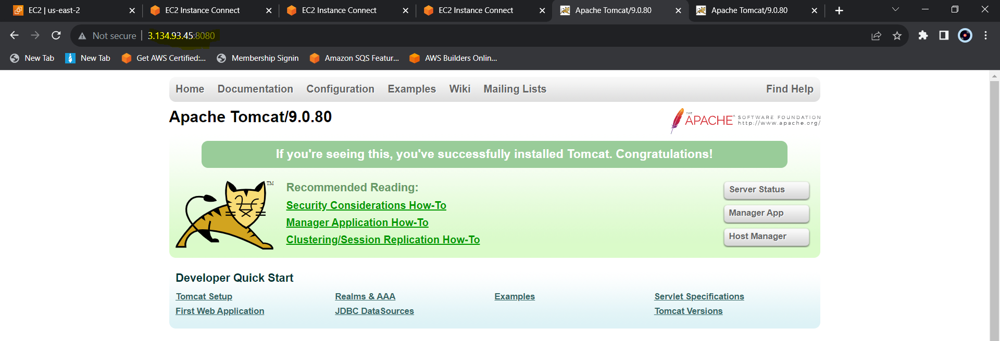 EC2 | us-east-2
EC2 Instance Connect
EC2 Instance Connect
EC2 Instance Connect
Apache Tomcat/9.0.80
Apache Tomcat/9.0.80
Not secure | 3.134.93.45:8080
New Tab
New Tab
Get AWS Certified:...
Membership Signin
Amazon SQS Featur...
AWS Builders Onlin...
Home Documentation Configuration Examples Wiki Mailing Lists Find Help
Apache Tomcat/9.0.80
THE
APACHE
SOFTWARE FOUNDATION
http://www.apache.org/
If you're seeing this, you've successfully installed Tomcat. Congratulations!
TM
Recommended Reading:
Security Considerations How-To
Manager Application How-To
Clustering/Session Replication How-To
Server Status
Manager App
Host Manager
Developer Quick Start
Tomcat Setup
First Web Application
Realms & AAA
JDBC DataSources
Examples
Servlet Specifications
Tomcat Versions